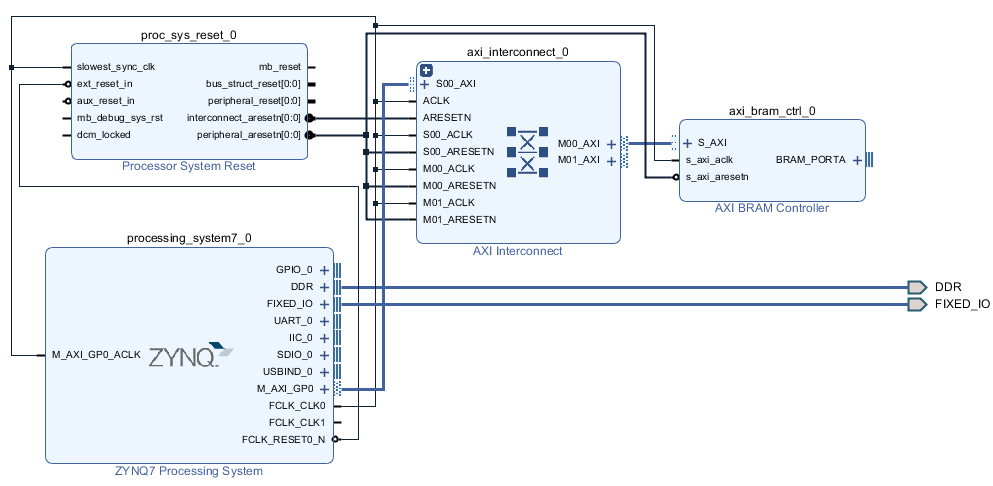 proc_sys_reset_0
slowest_sync_clk
ext_reset_in
aux_reset_in
mb_debug_sys_rst
dcm_locked
mb_reset
bus_struct_reset[0:0]
peripheral_reset[0:0]
interconnect_aresetn[0:0]
peripheral_aresetn[0:0]
Processor System Reset
axi_interconnect_0
S00_AXI
ACLK
ARESETN
S00_ACLK
S00_ARESETN
M00_ACLK
M00_ARESETN
M01_ACLK
M01_ARESETN
M00_AXI
M01_AXI
AXI Interconnect
axi_bram_ctrl_0
S_AXI
s_axi_aclk
s_axi_aresetn
BRAM_PORTA
AXI BRAM Controller
processing_system7_0
M_AXI_GP0_ACLK
ZYNQ
GPIO_0
DDR
FIXED_IO
UART_0
IIC_0
SDIO_0
USBIND_0
M_AXI_GP0
FCLK_CLK0
FCLK_CLK1
FCLK_RESET0_N
ZYNQ7 Processing System
DDR
FIXED_IO